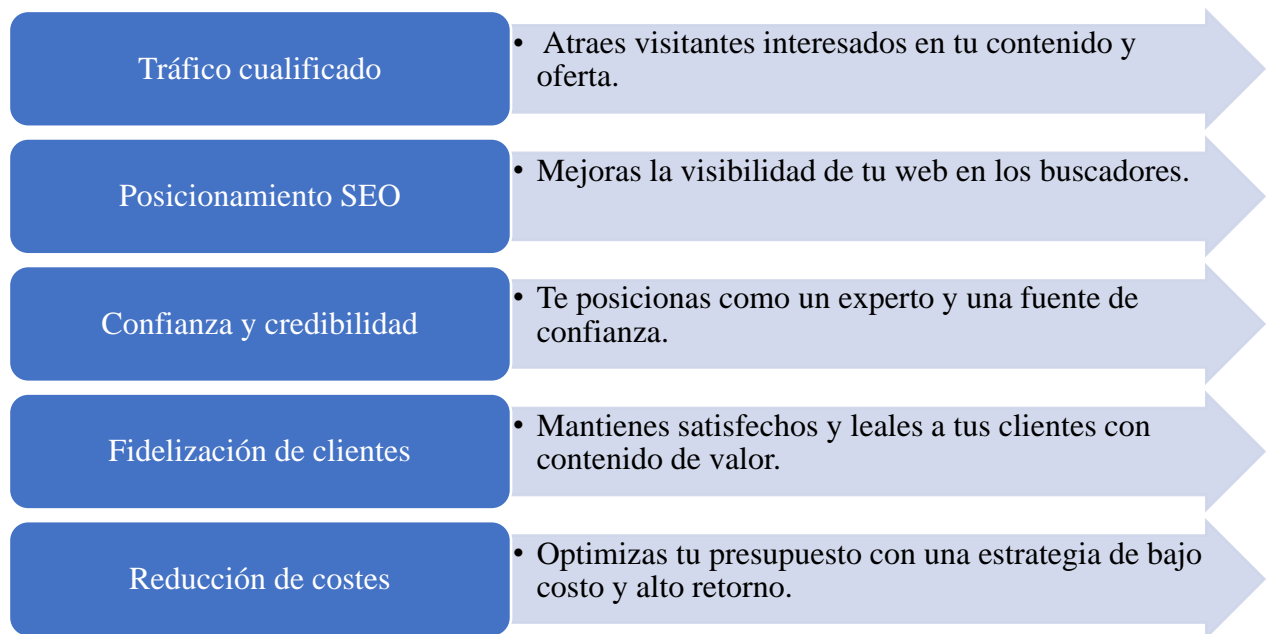 Tráfico cualificado
• Atraes visitantes interesados en tu contenido y
oferta.
Posicionamiento SEO
• Mejoras la visibilidad de tu web en los buscadores.
Confianza y credibilidad
• Te posicionas como un experto y una fuente de
confianza.
Fidelización de clientes
• Mantienes satisfechos y leales a tus clientes con
contenido de valor.
Reducción de costes
• Optimizas tu presupuesto con una estrategia de bajo
costo y alto retorno.